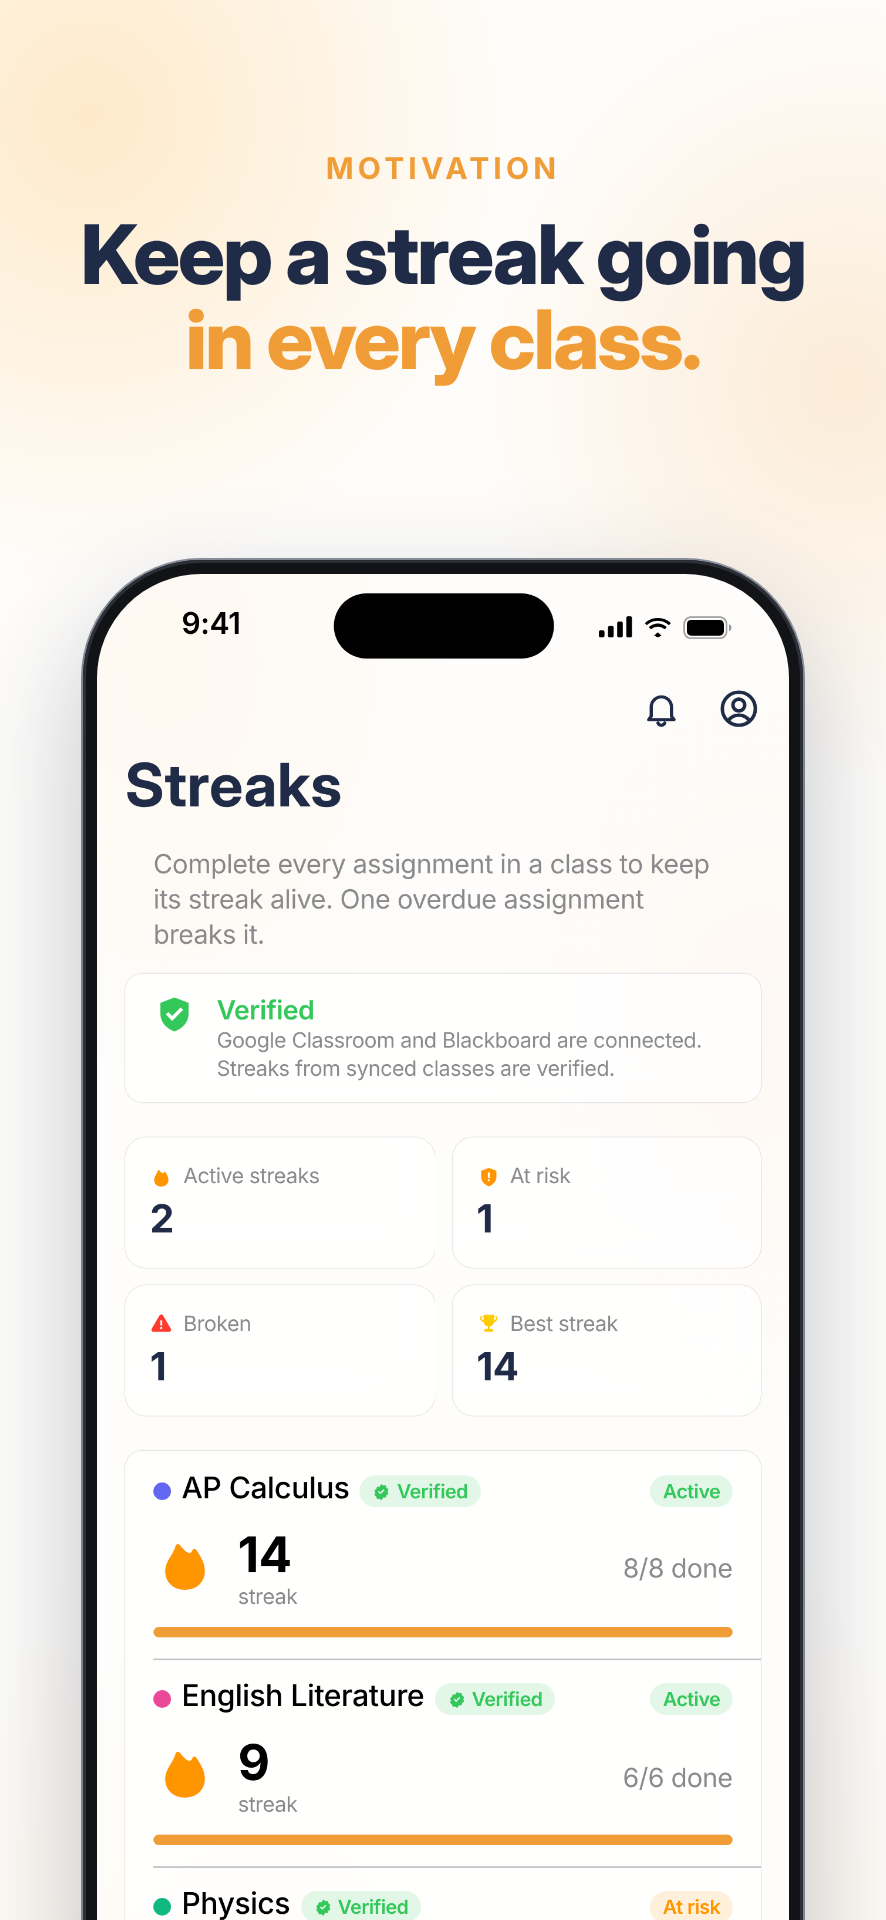 MOTIVATION
Keep a streak going
in every class.
9:41
Streaks
Complete every assignment in a class to keep
its streak alive. One overdue assignment
breaks it.
Verified
Google Classroom and Blackboard are connected.
Streaks from synced classes are verified.
Active streaks
2
At risk
1
Broken
1
Best streak
14
AP Calculus Verified Active
14
streak
8/8 done
English Literature Verified Active
9
streak
6/6 done
Physics Verified At risk